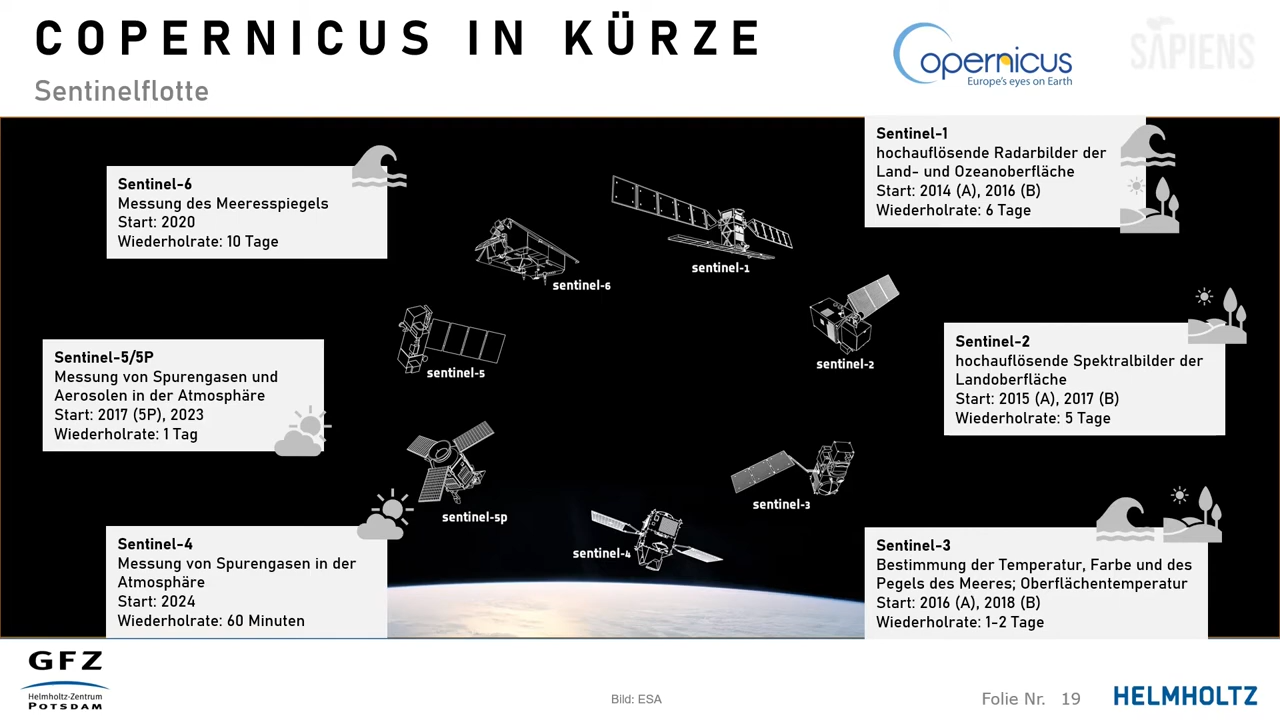 COPERNICUS IN KÜRZE
Sentinelflotte
Copernicus
Europe's eyes on Earth
SAPIENS
Sentinel-6
Messung des Meeresspiegels
Start: 2020
Wiederholrate: 10 Tage
Sentinel-1
hochauflösende Radarbilder der
Land- und Ozeanoberfläche
Start: 2014 (A), 2016 (B)
Wiederholrate: 6 Tage
sentinel-6
sentinel-1
Sentinel-5/5P
Messung von Spurengasen und
Aerosolen in der Atmosphäre
Start: 2017 (5P), 2023
Wiederholrate: 1 Tag
sentinel-5
sentinel-2
Sentinel-2
hochauflösende Spektralbilder der
Landoberfläche
Start: 2015 (A), 2017 (B)
Wiederholrate: 5 Tage
sentinel-5p
sentinel-3
sentinel-4
Sentinel-4
Messung von Spurengasen in der
Atmosphäre
Start: 2024
Wiederholrate: 60 Minuten
Sentinel-3
Bestimmung der Temperatur, Farbe und des
Pegels des Meeres; Oberflächentemperatur
Start: 2016 (A), 2018 (B)
Wiederholrate: 1-2 Tage
GFZ
Helmholtz-Zentrum
POTSDAM
Bild: ESA
Folie Nr. 19
HELMHOLTZ